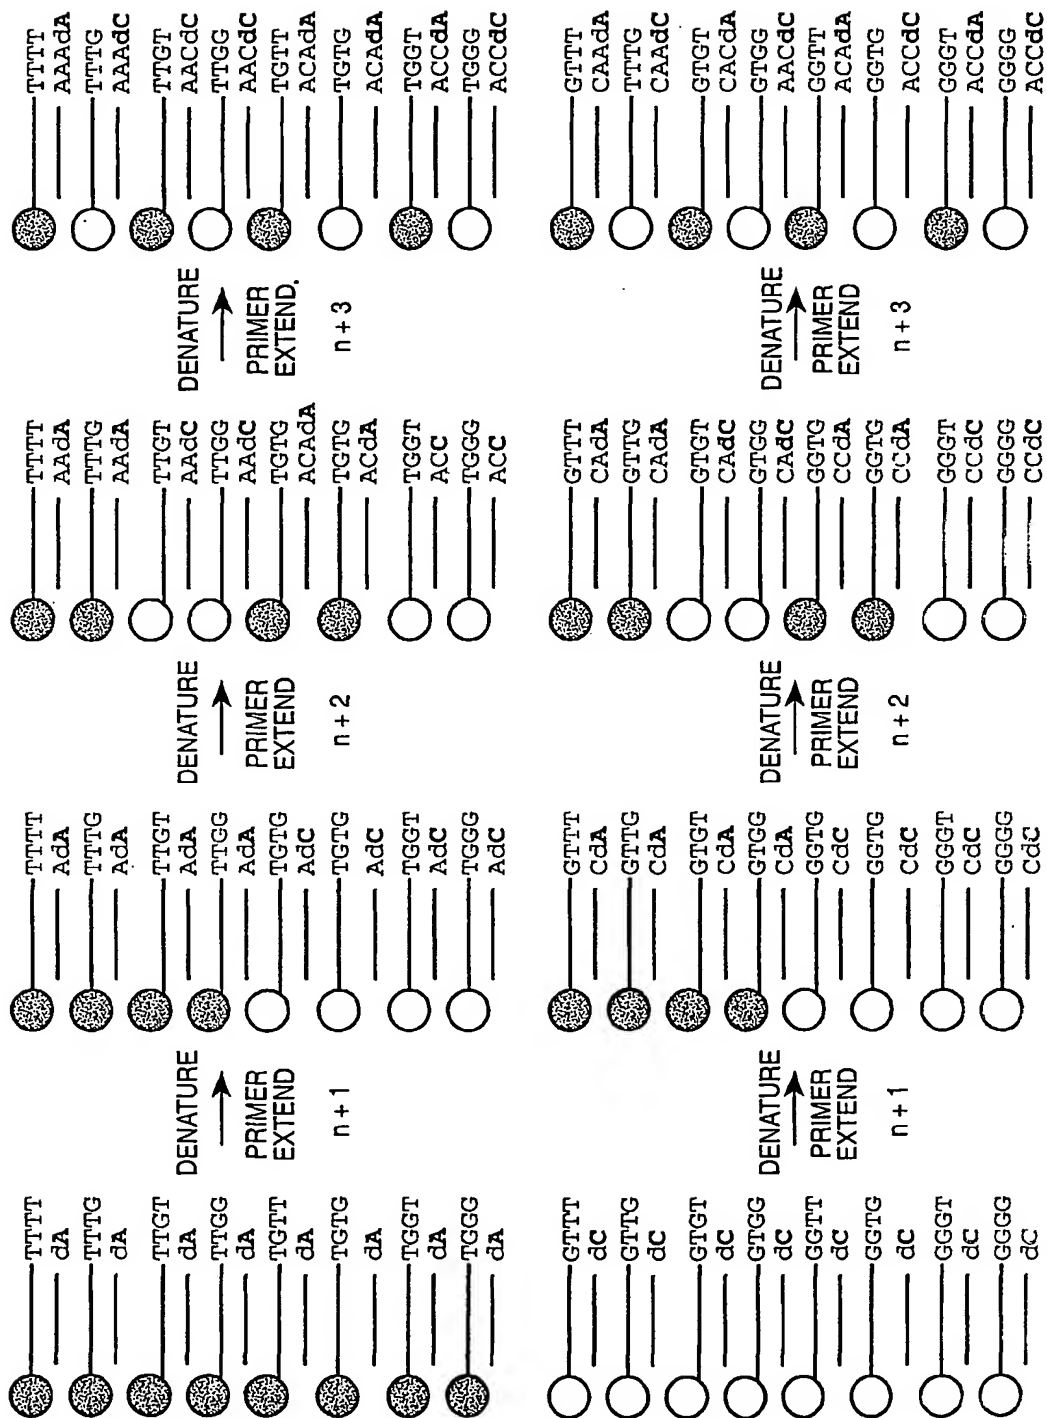 TTTT
dA
TTTG
dA
TTGT
dA
TTGG
dA
TGTT
dA
TGTG
dA
TGGT
dA
TGGG
dA
DENATURE
PRIMER
EXTEND
n + 1
TTTT
AdA
TTTG
AdA
TTGT
AdA
TTGG
AdA
TGTG
AdC
TGTG
AdC
TGGT
AdC
TGGG
AdC
DENATURE
PRIMER
EXTEND
n + 2
TTTT
AAdA
TTTG
AAdA
TTGT
AAdC
TTGG
AAdC
TGTG
ACAdA
TGTG
ACdA
TGGT
ACC
TGGG
ACC
DENATURE
PRIMER
EXTEND.
n + 3
TTTT
AAAdA
TTTG
AAAdC
TTGT
AACdC
TTGG
AACdC
TGTT
ACAdA
TGTG
ACAdA
TGGT
ACCdA
TGGG
ACCdC
GTTT
dC
GTTG
dC
GTGT
dC
GTGG
dC
GGTT
dC
GGTG
dC
GGGT
dC
GGGG
dC
DENATURE
PRIMER
EXTEND
n + 1
GTTT
CdA
GTTG
CdA
GTGT
CdA
GTGG
CdA
GGTG
CdC
GGTG
CdC
GGGT
CdC
GGGG
CdC
DENATURE
PRIMER
EXTEND
n + 2
GTTT
CAdA
GTTG
CAdA
GTGT
CAdC
GTGG
CAdC
GGTG
CCdA
GGTG
CCdA
GGGT
CCdC
GGGG
CCdC
DENATURE
PRIMER
EXTEND
n + 3
GTTT
CAAdA
TTTG
CAAdC
GTGT
CACdA
GTGG
AACdC
GGTT
ACAdA
GGTG
ACCdC
GGGT
ACCdA
GGGG
ACCdC